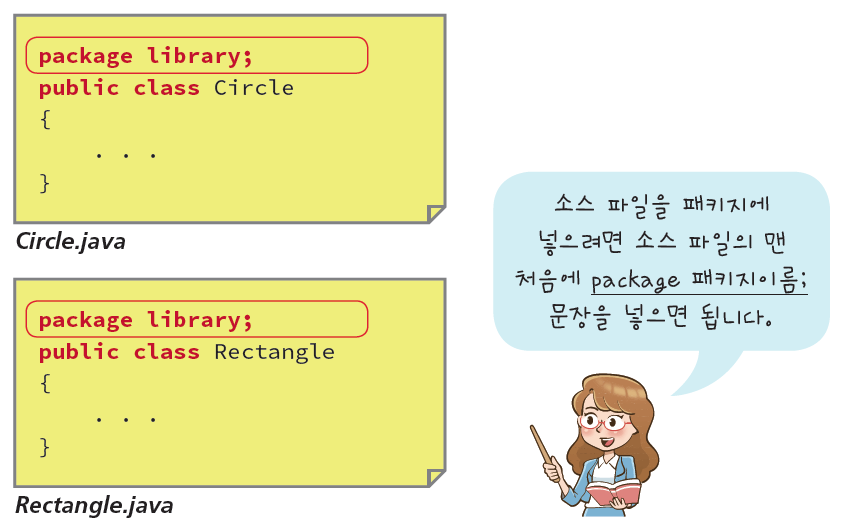 package library;
public class Circle
{
. . .
}
Circle.java
package library;
public class Rectangle
{
. . .
}
Rectangle.java
소스 파일을 패키지에
넣으려면 소스 파일의 맨
처음에 package 패키지이름;
문장을 넣으면 됩니다.